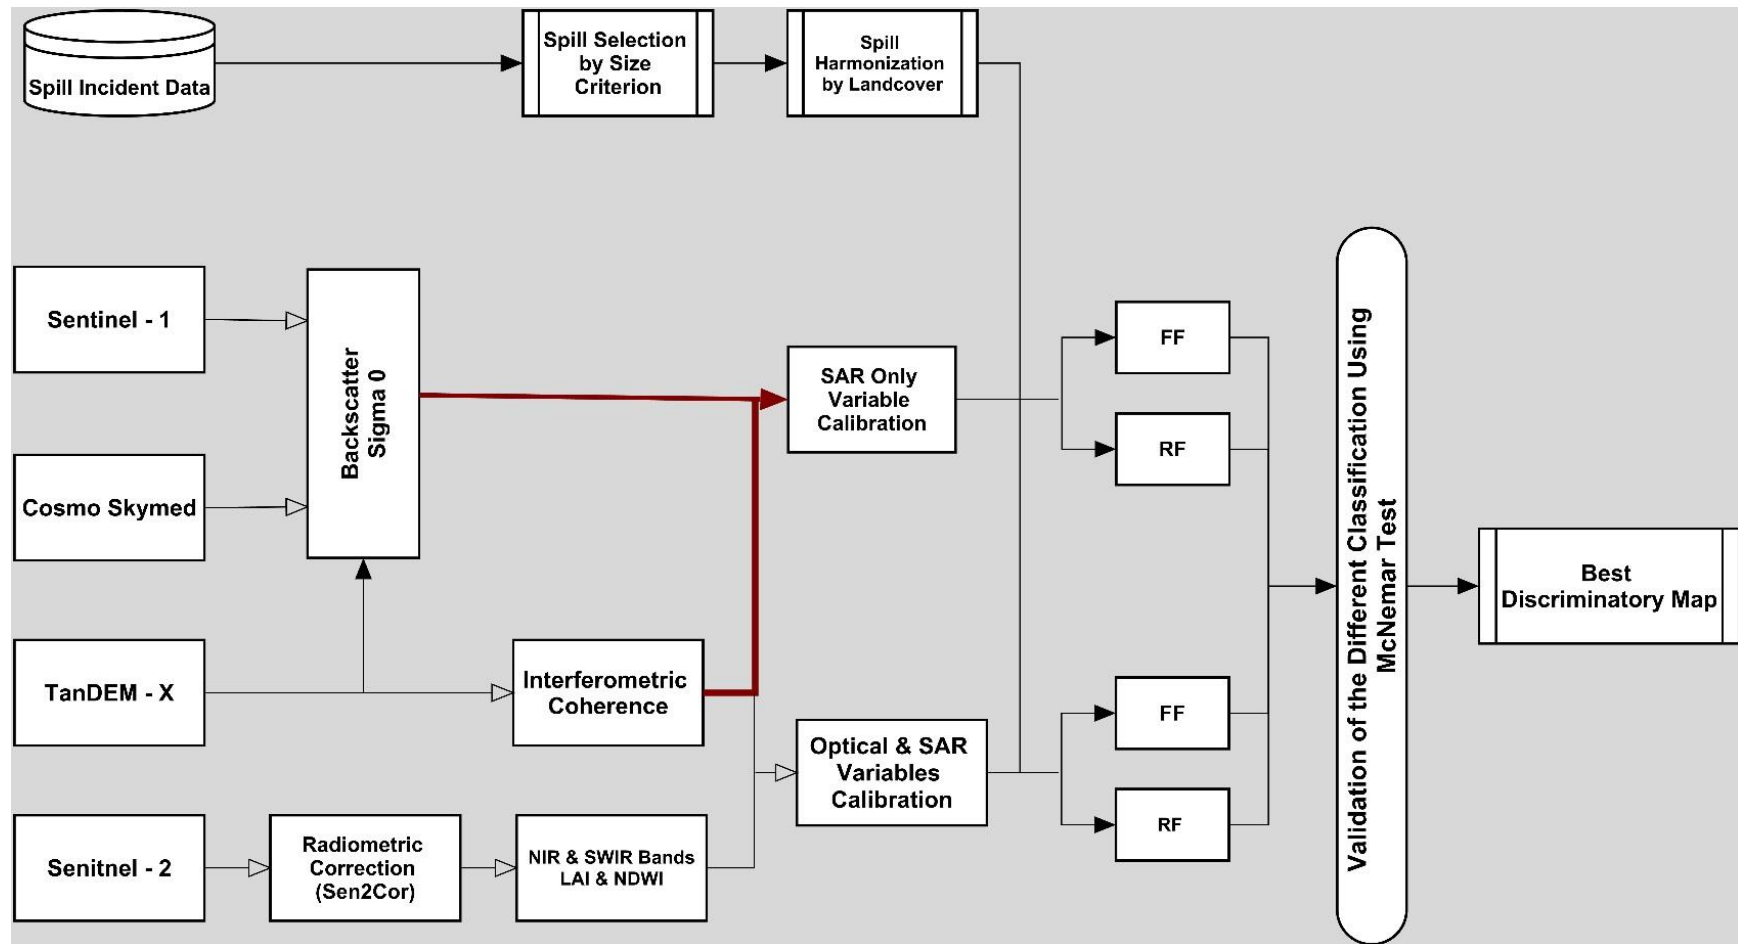 Spill Incident Data
Spill Selection
by Size
Criterion
Spill
Harmonization
by Landcover
Sentinel - 1
Backscatter
Sigma 0
Cosmo Skymed
TanDEM - X
Interferometric
Coherence
Senitnel - 2
Radiometric
Correction
(Sen2Cor)
NIR & SWIR Bands
LAI & NDWI
SAR Only
Variable
Calibration
Optical & SAR
Variables
Calibration
FF
RF
FF
RF
Validation of the Different Classification Using
McNemar Test
Best
Discriminatory Map